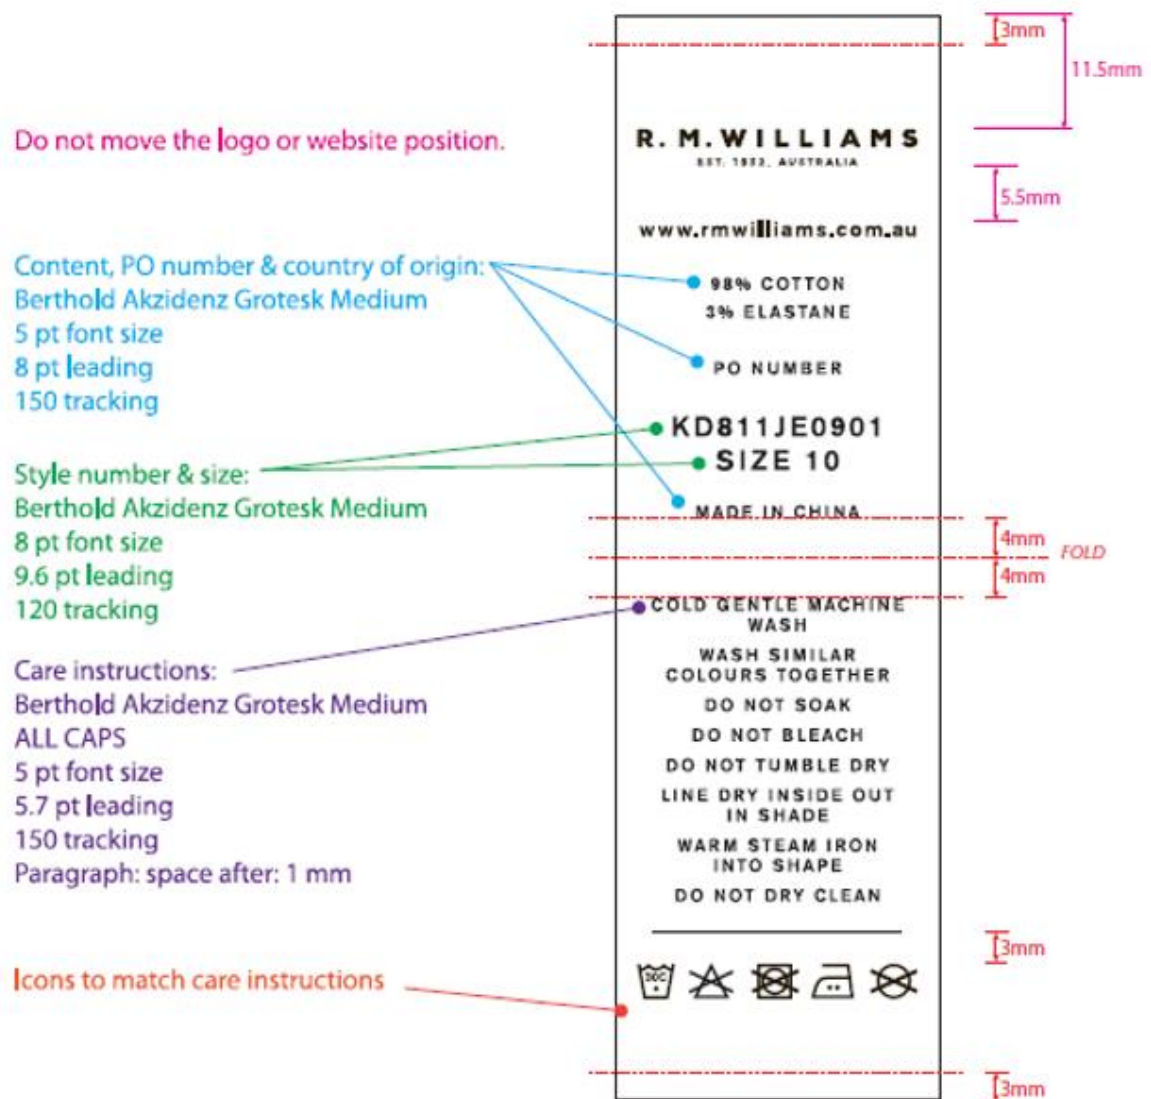 3mm
11.5mm
Do not move the logo or website position.
R. M. WILLIAMS
EST. 1932, AUSTRALIA
5.5mm
www.rmwilliams.com.au
Content, PO number & country of origin:
Berthold Akzidenz Grotesk Medium
5 pt font size
8 pt leading
150 tracking
98% COTTON
3% ELASTANE
PO NUMBER
KD811JE0901
SIZE 10
MADE IN CHINA
Style number & size:
Berthold Akzidenz Grotesk Medium
8 pt font size
9.6 pt leading
120 tracking
4mm
FOLD
4mm
Care instructions:
Berthold Akzidenz Grotesk Medium
ALL CAPS
5 pt font size
5.7 pt leading
150 tracking
Paragraph: space after: 1 mm
COLD GENTLE MACHINE
WASH
WASH SIMILAR
COLOURS TOGETHER
DO NOT SOAK
DO NOT BLEACH
DO NOT TUMBLE DRY
LINE DRY INSIDE OUT
IN SHADE
WARM STEAM IRON
INTO SHAPE
DO NOT DRY CLEAN
3mm
Icons to match care instructions
30C
3mm